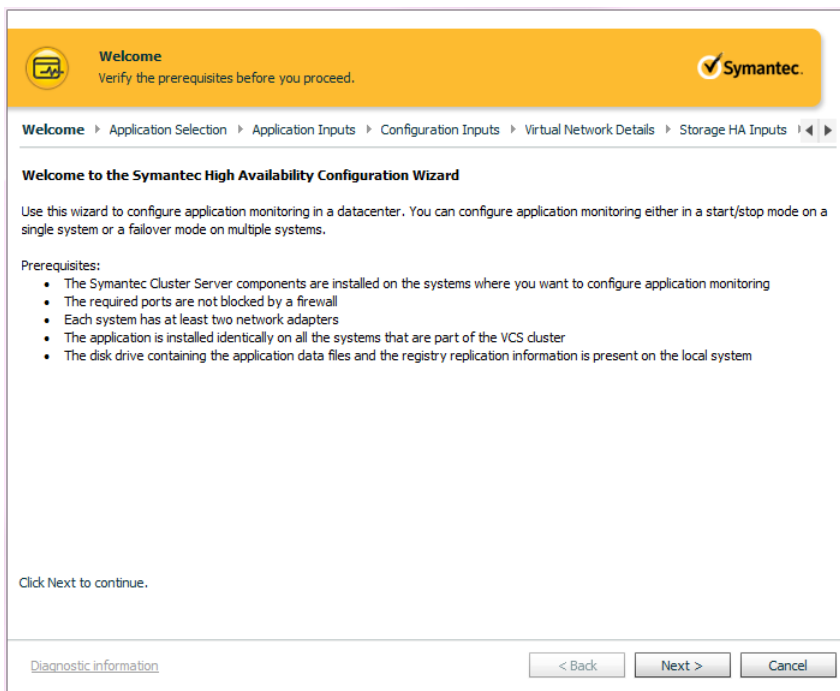 Welcome
Verify the prerequisites before you proceed.
Symantec.
Welcome Application Selection Application Inputs Configuration Inputs Virtual Network Details Storage HA Inputs
Welcome to the Symantec High Availability Configuration Wizard
Use this wizard to configure application monitoring in a datacenter. You can configure application monitoring either in a start/stop mode on a
single system or a failover mode on multiple systems.
Prerequisites:
• The Symantec Cluster Server components are installed on the systems where you want to configure application monitoring
• The required ports are not blocked by a firewall
• Each system has at least two network adapters
• The application is installed identically on all the systems that are part of the VCS cluster
• The disk drive containing the application data files and the registry replication information is present on the local system
Click Next to continue.
Diagnostic information
< Back Next > Cancel